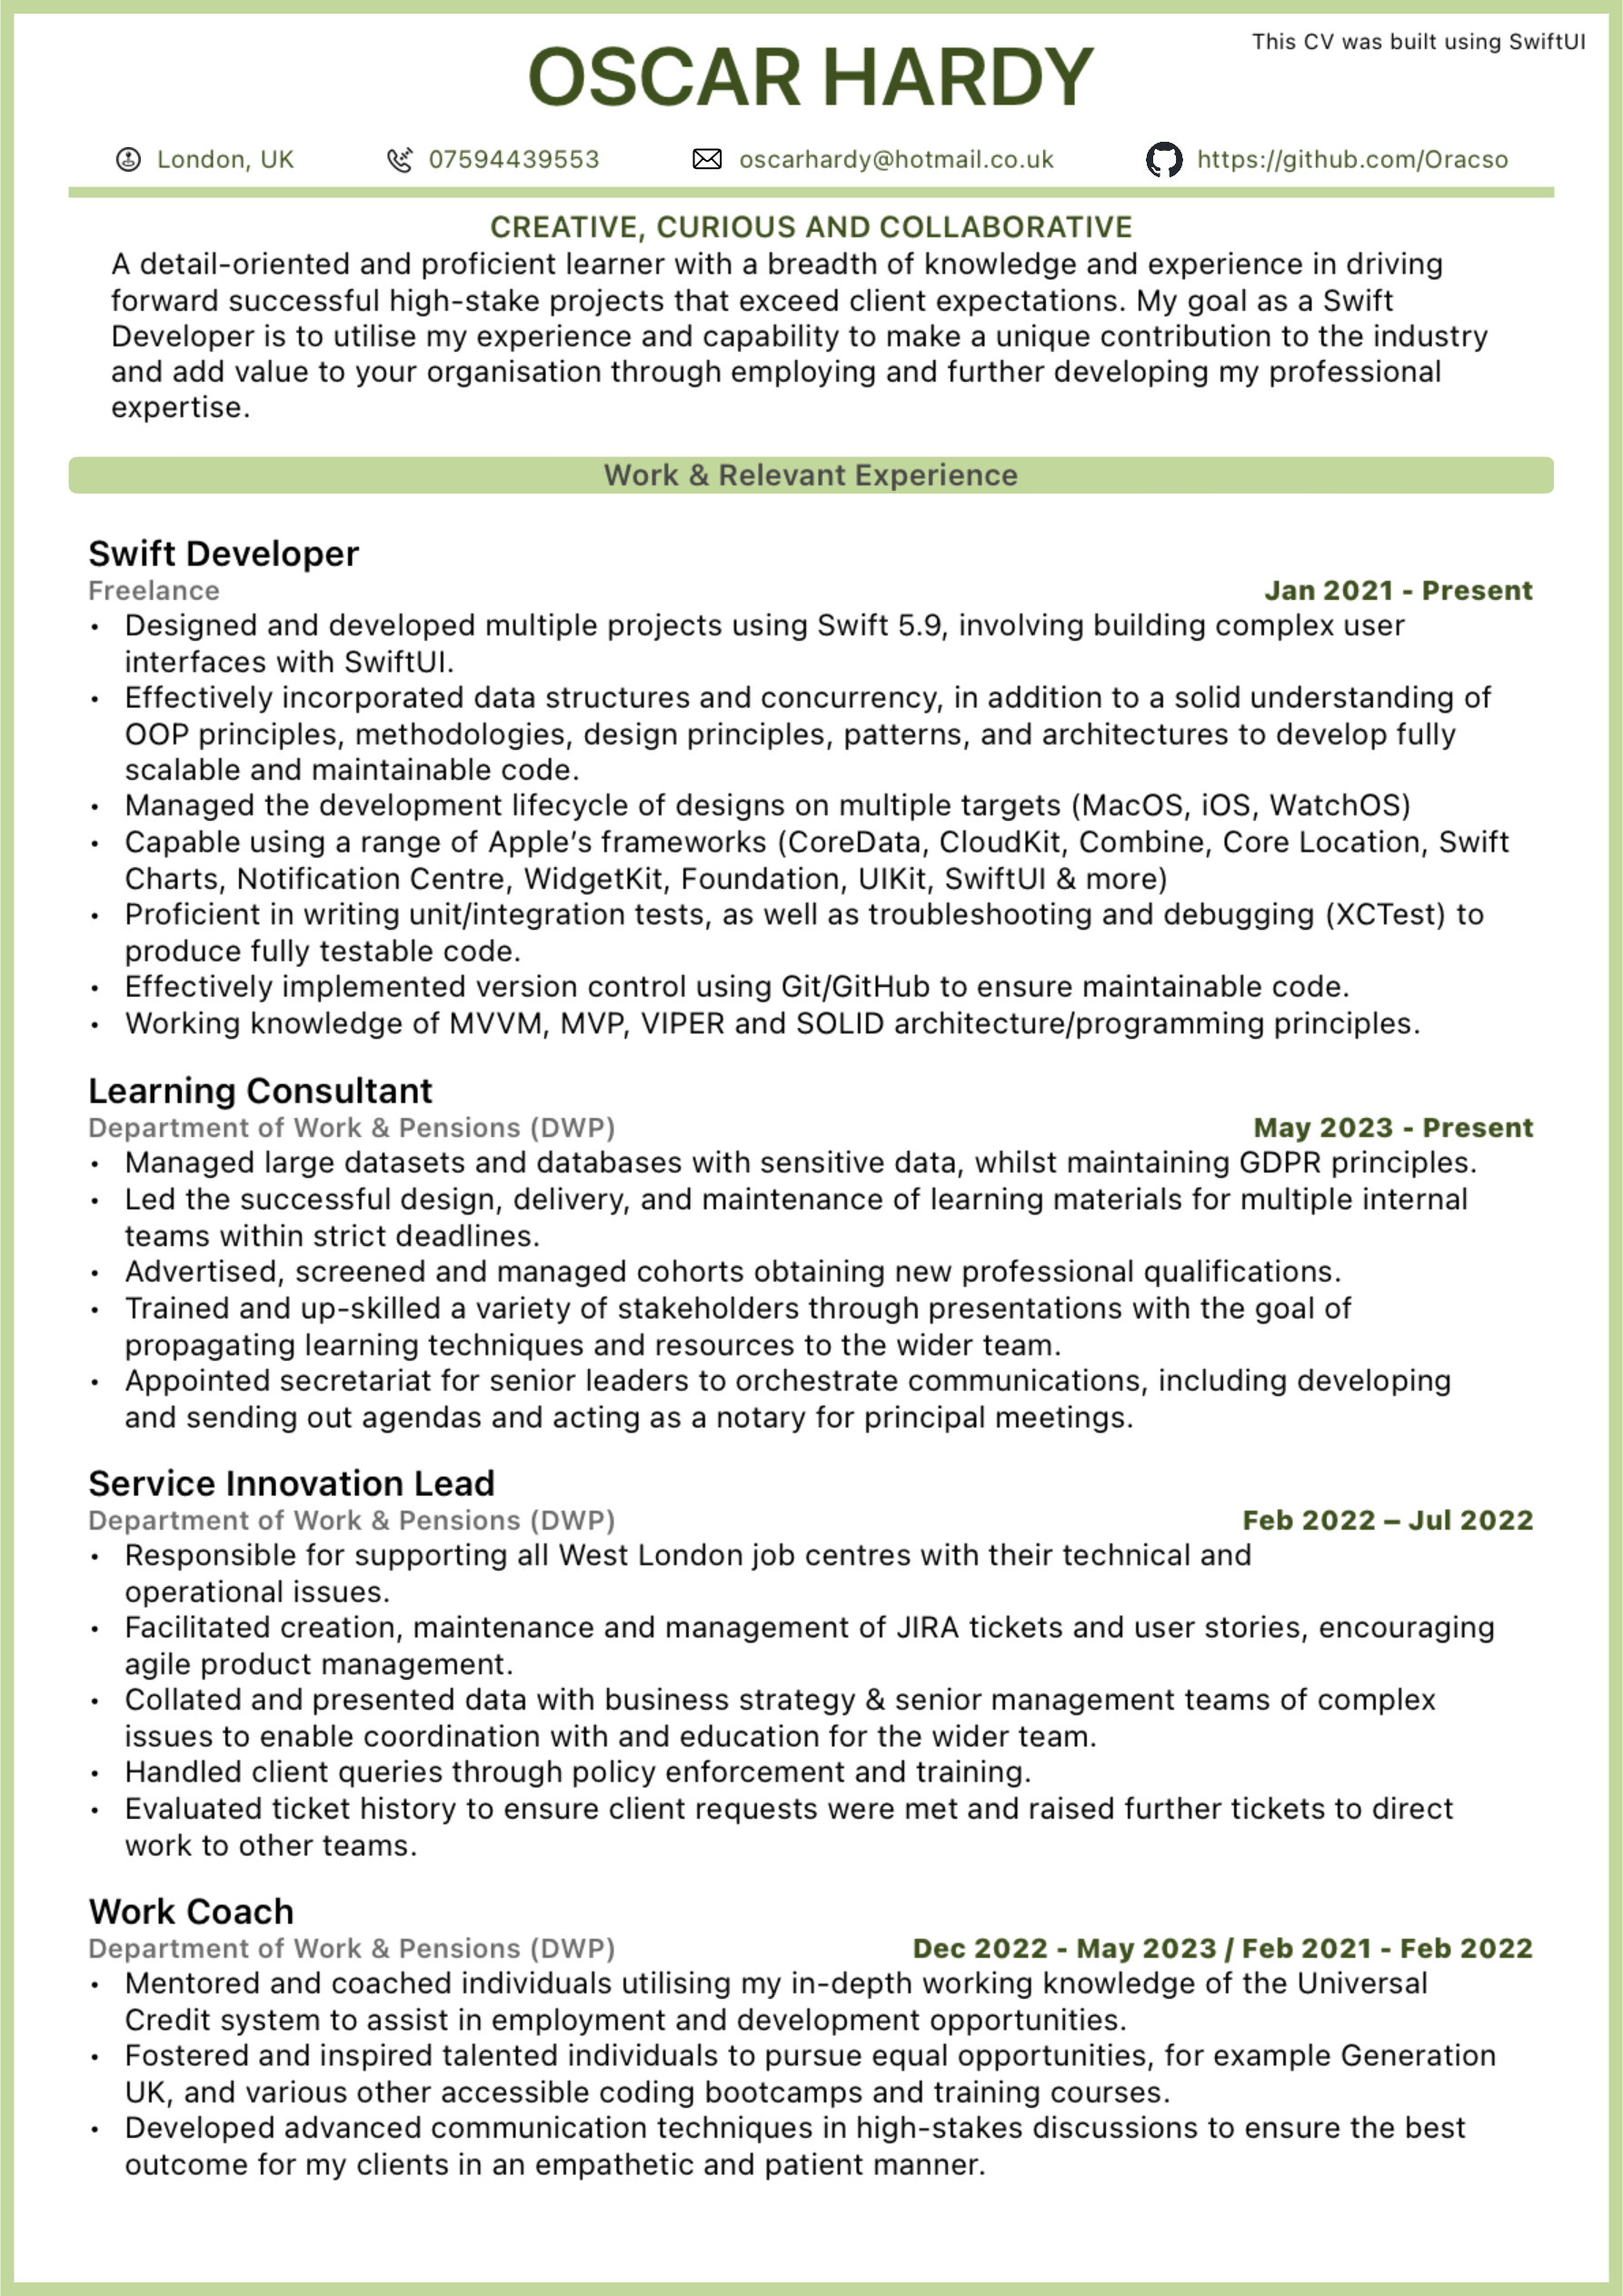 This CV was built using SwiftUI
OSCAR HARDY
London, UK 07594439553 oscarhardy@hotmail.co.uk https://github.com/Oracso
CREATIVE, CURIOUS AND COLLABORATIVE
A detail-oriented and proficient learner with a breadth of knowledge and experience in driving
forward successful high-stake projects that exceed client expectations. My goal as a Swift
Developer is to utilise my experience and capability to make a unique contribution to the industry
and add value to your organisation through employing and further developing my professional
expertise.
Work & Relevant Experience
Swift Developer
Freelance Jan 2021 - Present
• Designed and developed multiple projects using Swift 5.9, involving building complex user
interfaces with SwiftUI.
• Effectively incorporated data structures and concurrency, in addition to a solid understanding of
OOP principles, methodologies, design principles, patterns, and architectures to develop fully
scalable and maintainable code.
• Managed the development lifecycle of designs on multiple targets (MacOS, iOS, WatchOS)
• Capable using a range of Apple’s frameworks (CoreData, CloudKit, Combine, Core Location, Swift
Charts, Notification Centre, WidgetKit, Foundation, UIKit, SwiftUI & more)
• Proficient in writing unit/integration tests, as well as troubleshooting and debugging (XCTest) to
produce fully testable code.
• Effectively implemented version control using Git/GitHub to ensure maintainable code.
• Working knowledge of MVVM, MVP, VIPER and SOLID architecture/programming principles.
Learning Consultant
Department of Work & Pensions (DWP) May 2023 - Present
• Managed large datasets and databases with sensitive data, whilst maintaining GDPR principles.
• Led the successful design, delivery, and maintenance of learning materials for multiple internal
teams within strict deadlines.
• Advertised, screened and managed cohorts obtaining new professional qualifications.
• Trained and up-skilled a variety of stakeholders through presentations with the goal of
propagating learning techniques and resources to the wider team.
• Appointed secretariat for senior leaders to orchestrate communications, including developing
and sending out agendas and acting as a notary for principal meetings.
Service Innovation Lead
Department of Work & Pensions (DWP) Feb 2022 – Jul 2022
• Responsible for supporting all West London job centres with their technical and
operational issues.
• Facilitated creation, maintenance and management of JIRA tickets and user stories, encouraging
agile product management.
• Collated and presented data with business strategy & senior management teams of complex
issues to enable coordination with and education for the wider team.
• Handled client queries through policy enforcement and training.
• Evaluated ticket history to ensure client requests were met and raised further tickets to direct
work to other teams.
Work Coach
Department of Work & Pensions (DWP) Dec 2022 - May 2023 / Feb 2021 - Feb 2022
• Mentored and coached individuals utilising my in-depth working knowledge of the Universal
Credit system to assist in employment and development opportunities.
• Fostered and inspired talented individuals to pursue equal opportunities, for example Generation
UK, and various other accessible coding bootcamps and training courses.
• Developed advanced communication techniques in high-stakes discussions to ensure the best
outcome for my clients in an empathetic and patient manner.